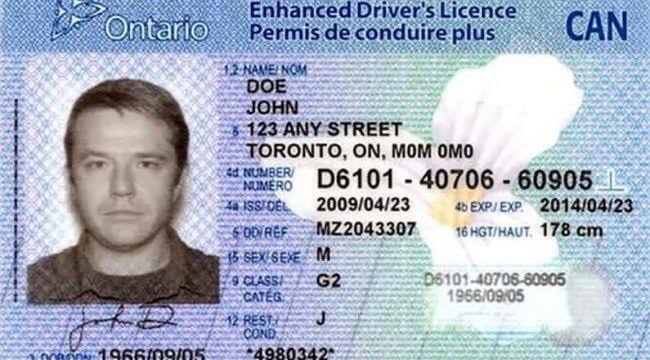 Ontario
Enhanced Driver's Licence
Permis de conduire plus
CAN
1,2 NAME/ NOM
DOE
JOHN
8 123 ANY STREET
TORONTO, ON, M0M 0M0
4d NUMBER/ NUMÉRO D6101 - 40706 - 60905
4a ISS/DÉL. 2009/04/23 4b EXP./ EXP. 2014/04/23
5 DD/RÉF MZ2043307 16 HGT/HAUT. 178 cm
15 SEX/ SEXE M
9 CLASS/ CATÉG. G2
D6101-40706-60905
1966/09/05
12 REST./ COND. J
John D
3 DOB/DDN 1966/09/05 *4980342*